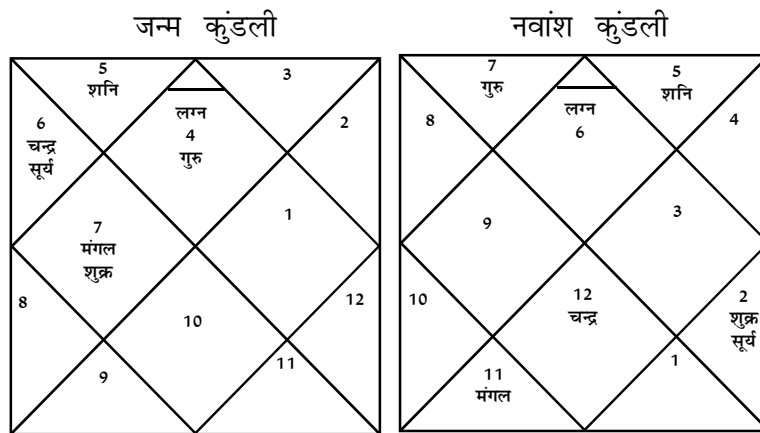 जन्म कुंडली
5
शनि
3
लग्न
4
गुरु
6
चन्द्र
सूर्य
2
7
मंगल
शुक्र
1
8
10
12
9
11
नवांश कुंडली
7
गुरु
5
शनि
लग्न
6
8
4
9
3
10
12
चन्द्र
2
शुक्र
सूर्य
11
मंगल
1